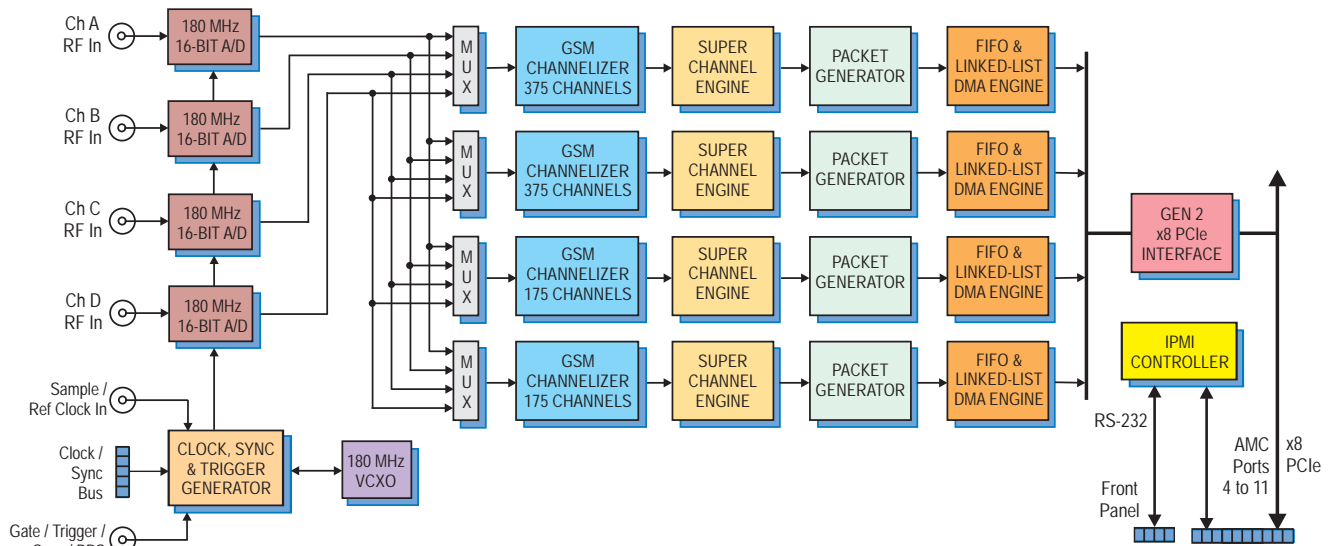 Ch A
RF In
180 MHz
16-BIT A/D
Ch B
RF In
180 MHz
16-BIT A/D
Ch C
RF In
180 MHz
16-BIT A/D
Ch D
RF In
180 MHz
16-BIT A/D
Sample /
Ref Clock In
Clock /
Sync
Bus
Gate / Trigger /
CLOCK, SYNC
& TRIGGER
GENERATOR
180 MHz
VCXO
M
U
X
GSM
CHANNELIZER
375 CHANNELS
SUPER
CHANNEL
ENGINE
PACKET
GENERATOR
FIFO &
LINKED-LIST
DMA ENGINE
M
U
X
GSM
CHANNELIZER
375 CHANNELS
SUPER
CHANNEL
ENGINE
PACKET
GENERATOR
FIFO &
LINKED-LIST
DMA ENGINE
M
U
X
GSM
CHANNELIZER
175 CHANNELS
SUPER
CHANNEL
ENGINE
PACKET
GENERATOR
FIFO &
LINKED-LIST
DMA ENGINE
M
U
X
GSM
CHANNELIZER
175 CHANNELS
SUPER
CHANNEL
ENGINE
PACKET
GENERATOR
FIFO &
LINKED-LIST
DMA ENGINE
GEN 2
x8 PCIe
INTERFACE
IPMI
CONTROLLER
RS-232
Front
Panel
AMC
Ports
4 to 11
x8
PCIe